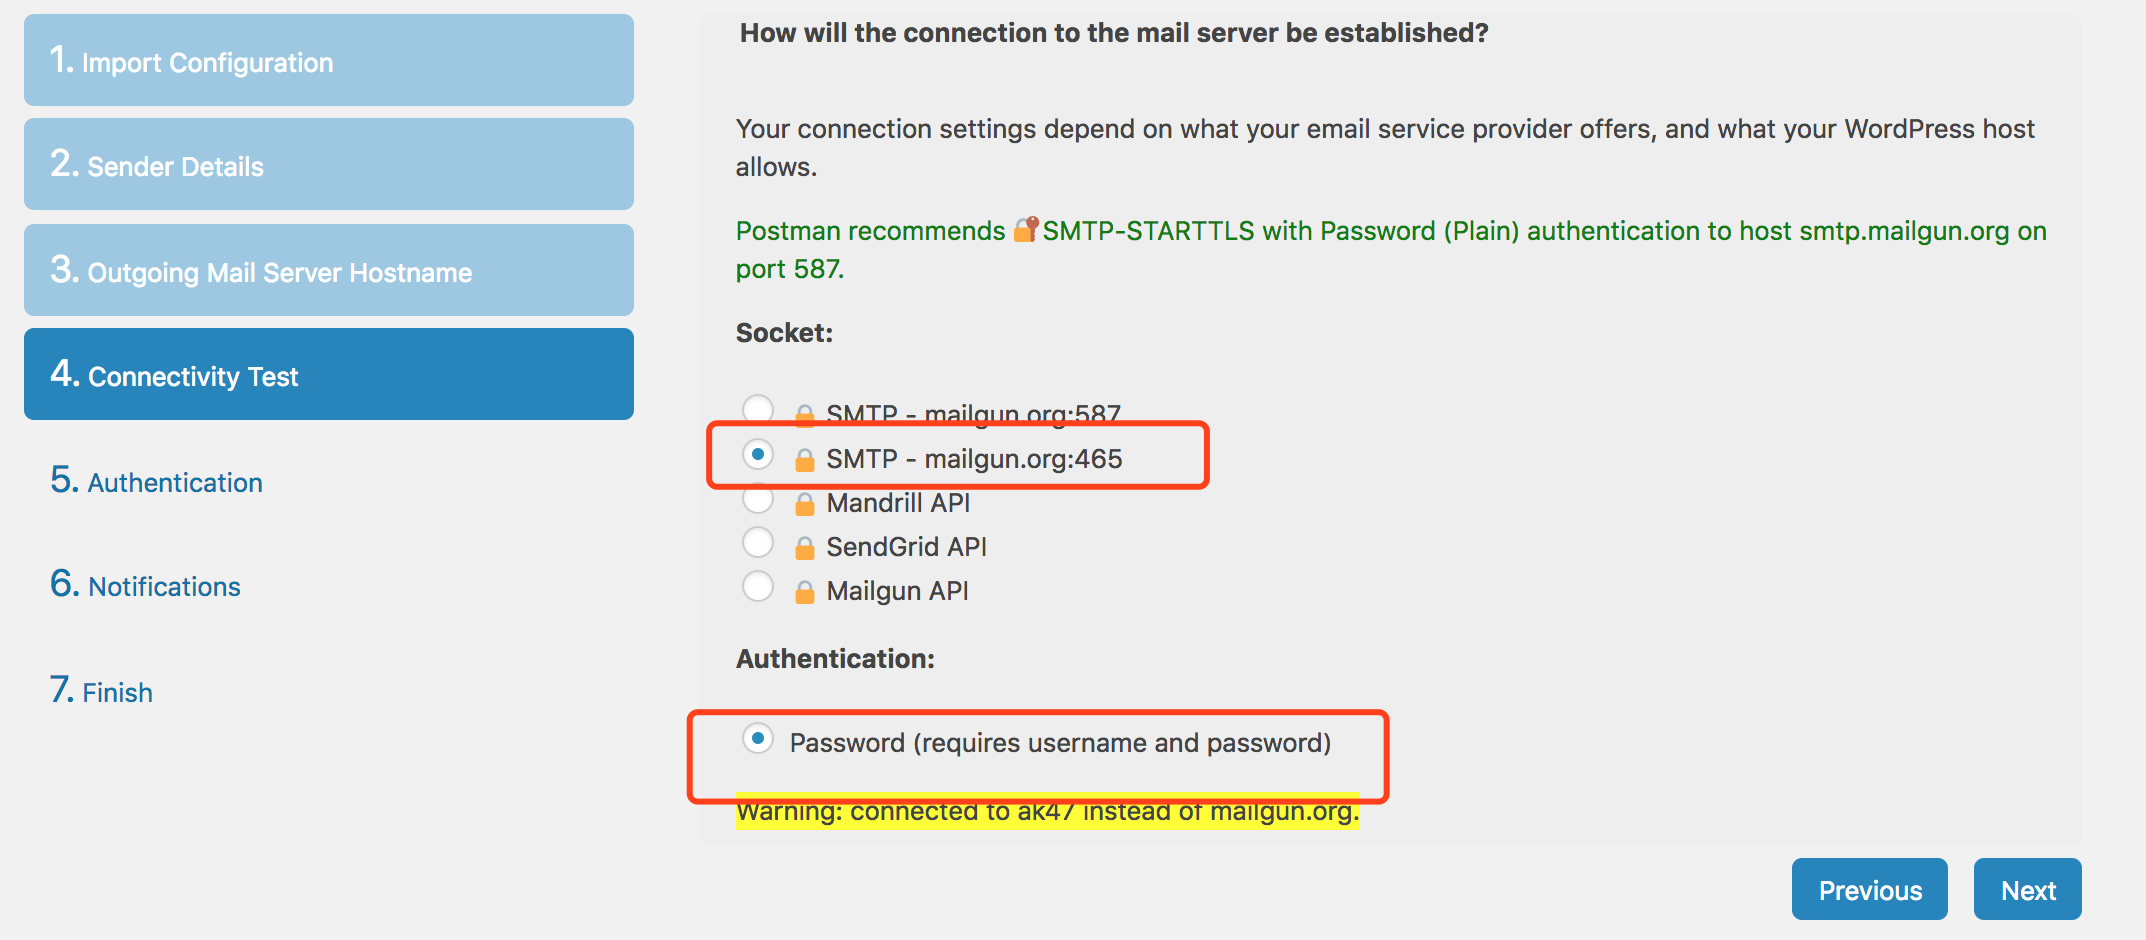 1. Import Configuration
2. Sender Details
3. Outgoing Mail Server Hostname
4. Connectivity Test
5. Authentication
6. Notifications
7. Finish
How will the connection to the mail server be established?
Your connection settings depend on what your email service provider offers, and what your WordPress host
allows.
Postman recommends SMTP-STARTTLS with Password (Plain) authentication to host smtp.mailgun.org on
port 587.
Socket:
SMTP - mailgun.org:587
SMTP - mailgun.org:465
Mandrill API
SendGrid API
Mailgun API
Authentication:
Password (requires username and password)
Warning: connected to ak47 instead of mailgun.org.
Previous
Next